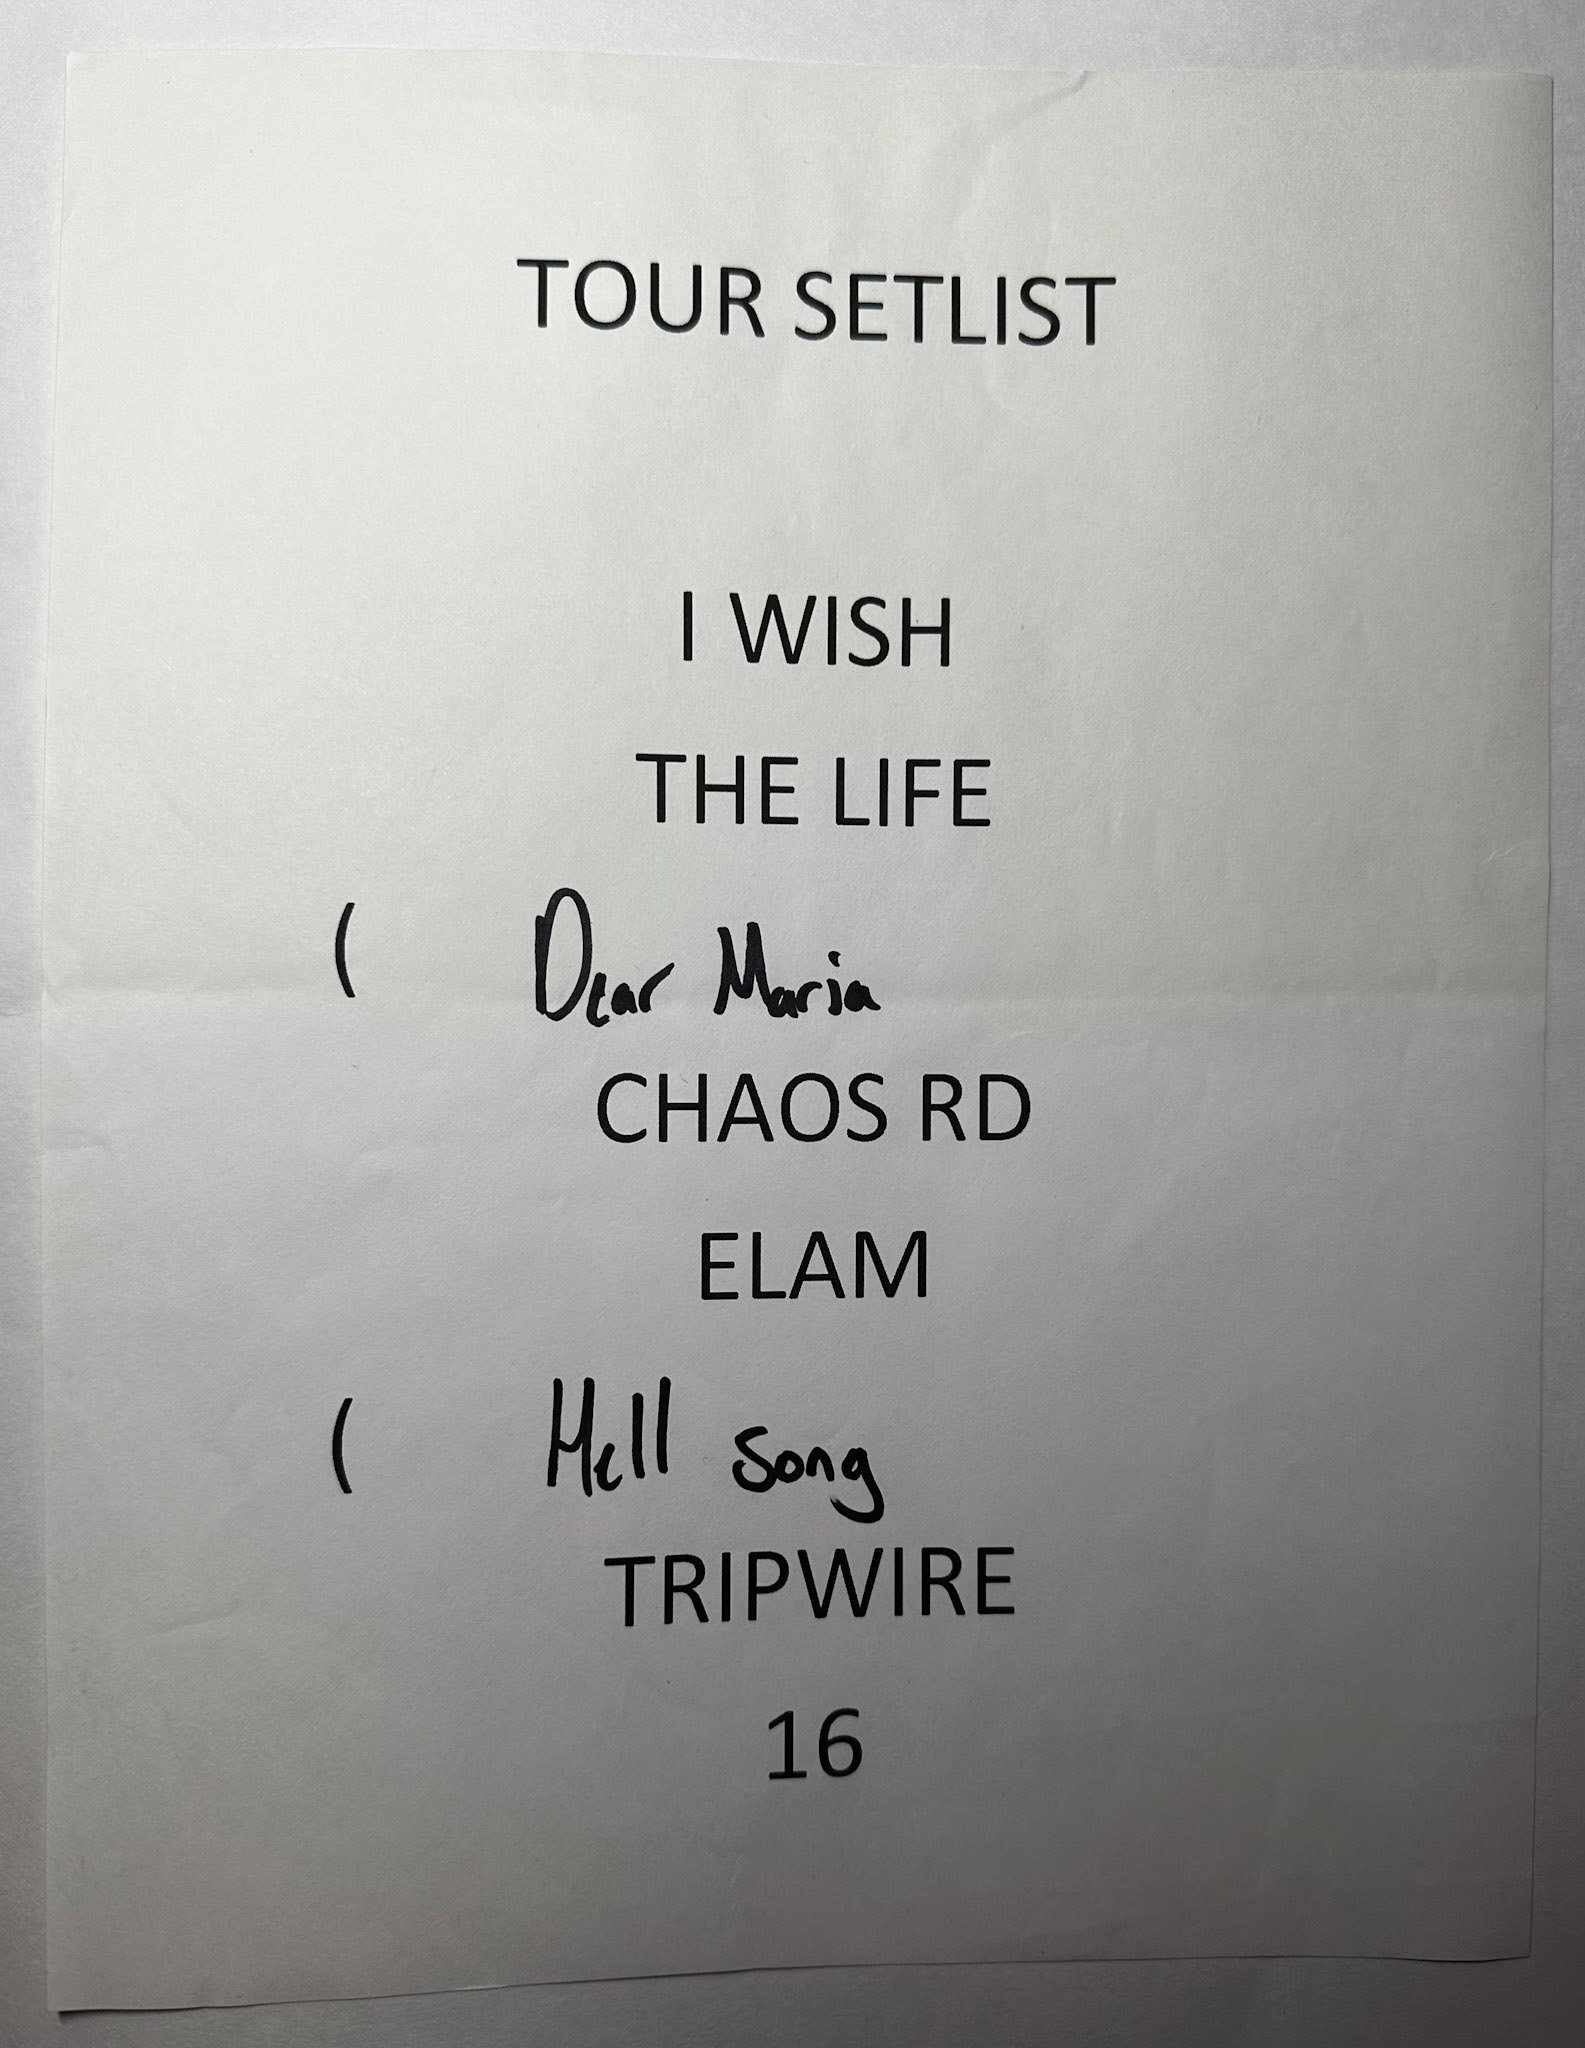 TOUR SETLIST
I WISH
THE LIFE
( Dear Maria
CHAOS RD
ELAM
( Hell song
TRIPWIRE
16